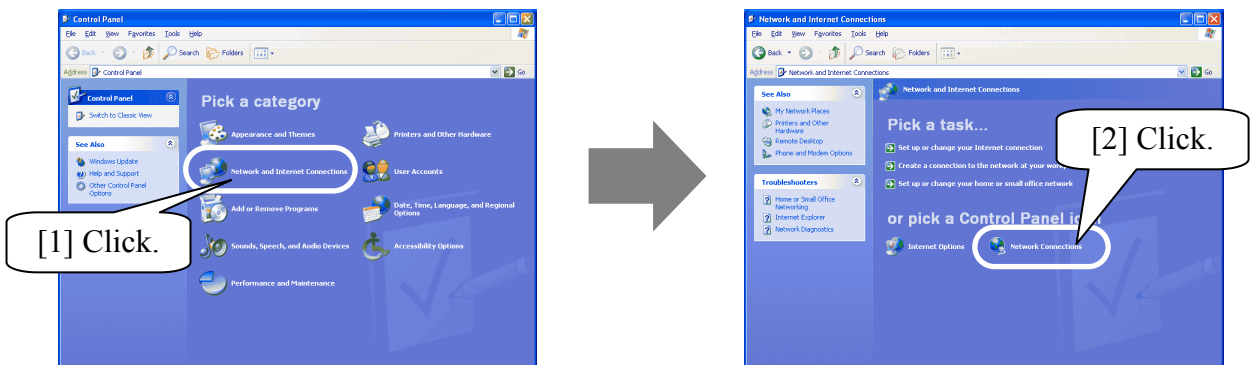 Control Panel
File Edit View Favorites Tools Help
Back Search Folders
Address Control Panel Go
Control Panel
Switch to Classic View
See Also
Windows Update
Help and Support
Other Control Panel
Options
Pick a category
Appearance and Themes
Printers and Other Hardware
Network and Internet Connections
User Accounts
Add or Remove Programs
Date, Time, Language, and Regional
Options
Sounds, Speech, and Audio Devices
Accessibility Options
Performance and Maintenance
[1] Click.
Network and Internet Connections
File Edit View Favorites Tools Help
Back Search Folders
Address Network and Internet Connections Go
See Also
My Network Places
Printers and Other
Hardware
Remote Desktop
Phone and Modem Options
Troubleshooters
Home or Small Office
Networking
Internet Explorer
Network Diagnostics
Network and Internet Connections
Pick a task...
Set up or change your Internet connection
Create a connection to the network at your
Set up or change your home or small office network
or pick a Control Panel
Internet Options
Network Connections
[2] Click.